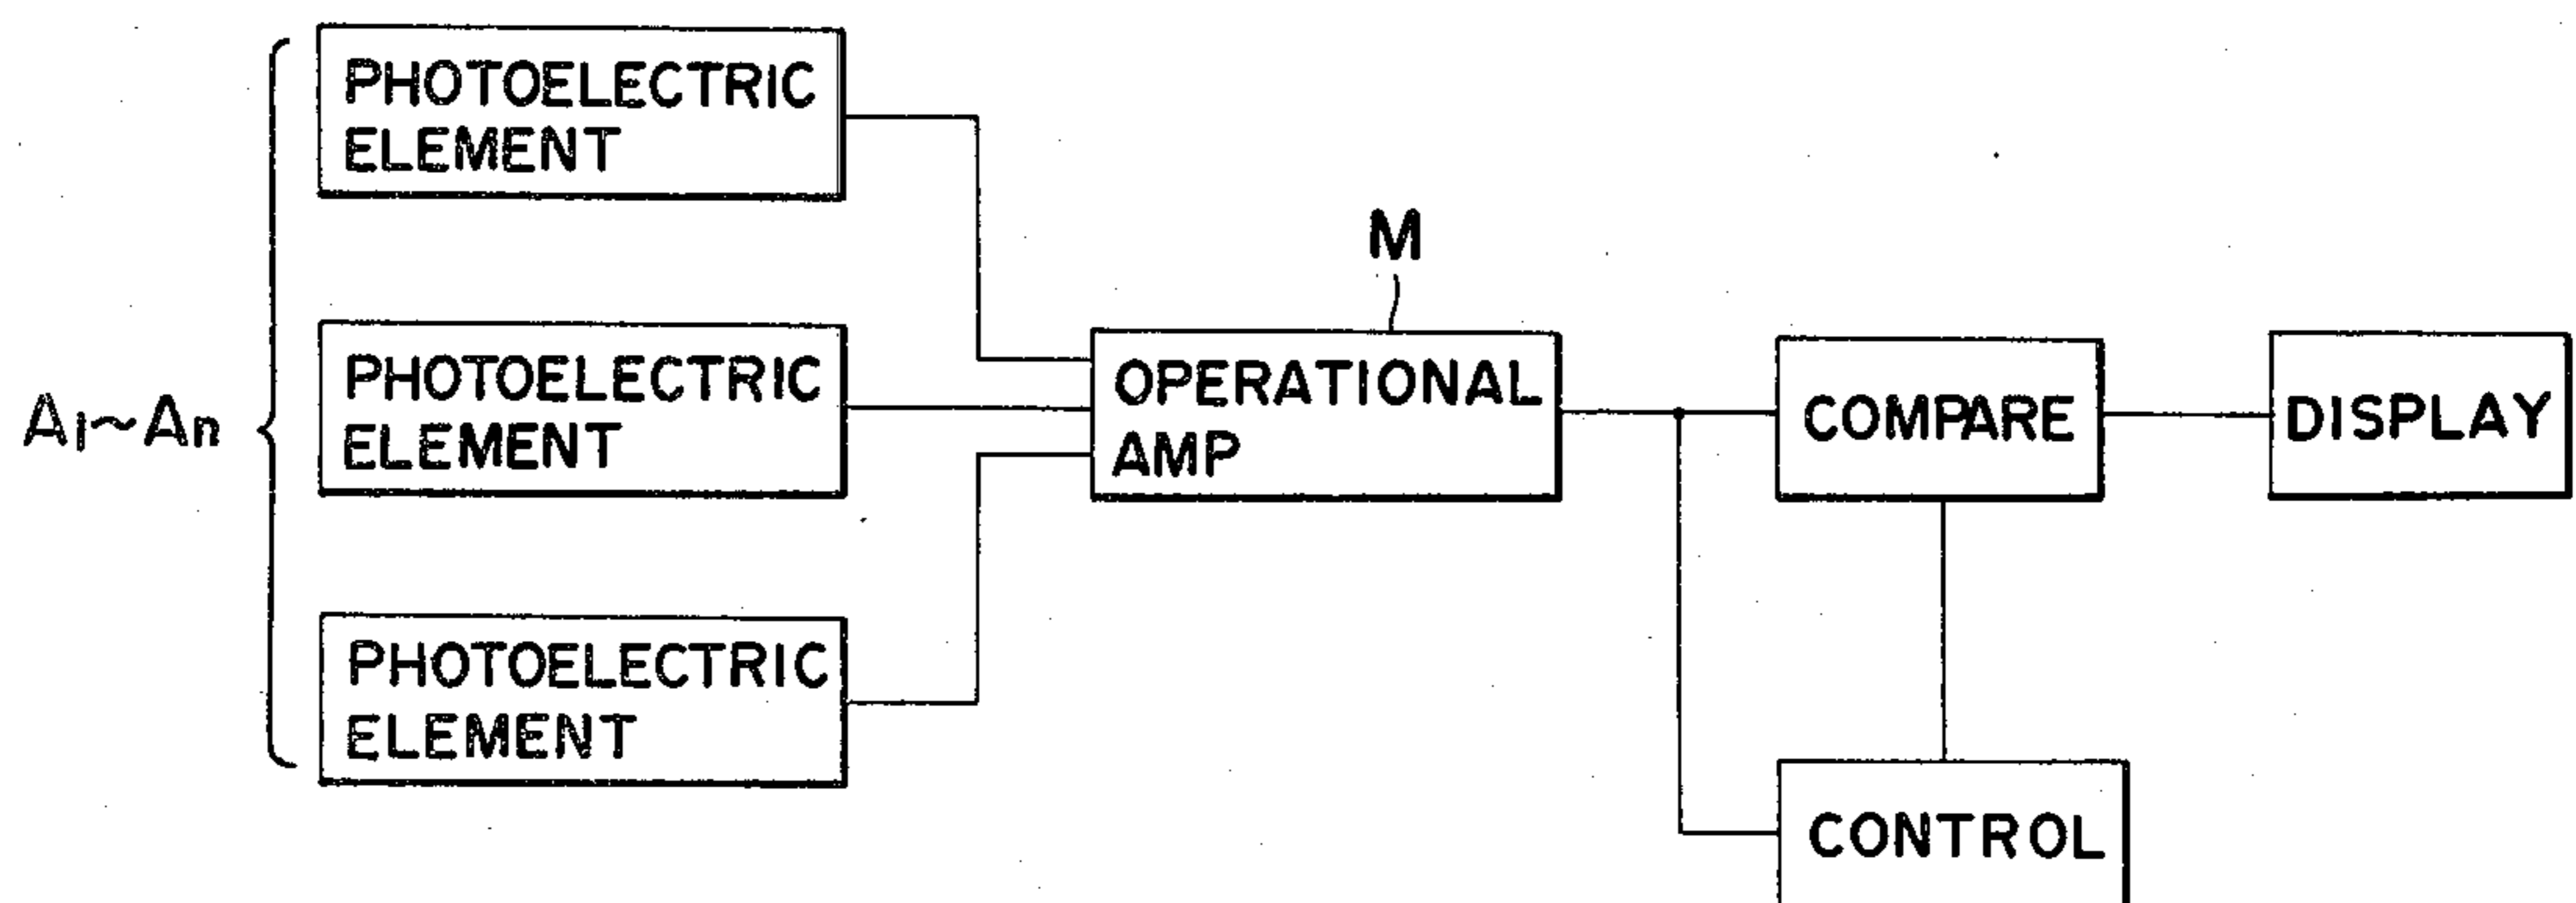 PHOTOELECTRIC
ELEMENT
A1~An
PHOTOELECTRIC
ELEMENT
PHOTOELECTRIC
ELEMENT
M
OPERATIONAL
AMP
COMPARE
DISPLAY
CONTROL